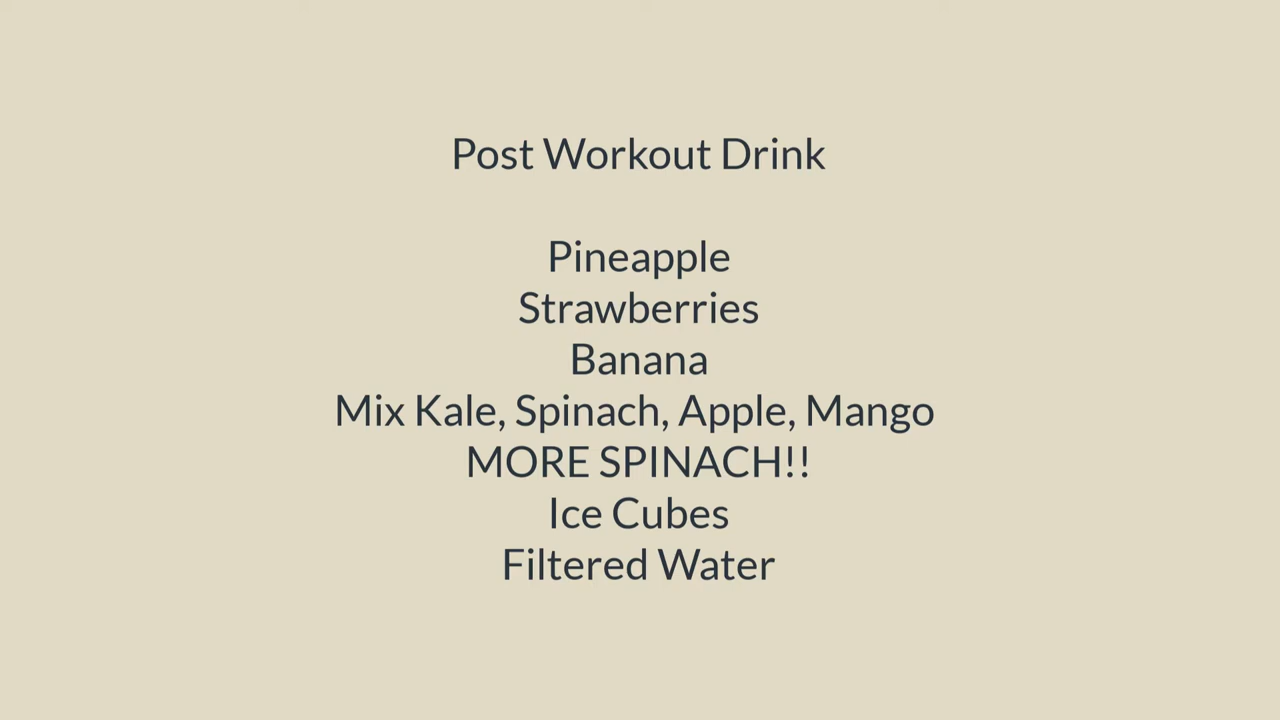 Post Workout Drink
Pineapple
Strawberries
Banana
Mix Kale, Spinach, Apple, Mango
MORE SPINACH!!
Ice Cubes
Filtered Water